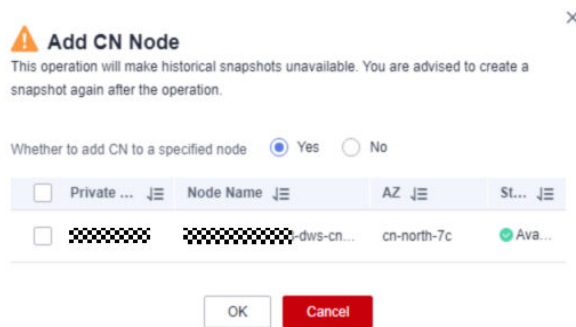 Add CN Node
This operation will make historical snapshots unavailable. You are advised to create a
snapshot again after the operation.
Whether to add CN to a specified node Yes No
Private ... Node Name AZ St...
-dws-cn... cn-north-7c Ava...
OK Cancel